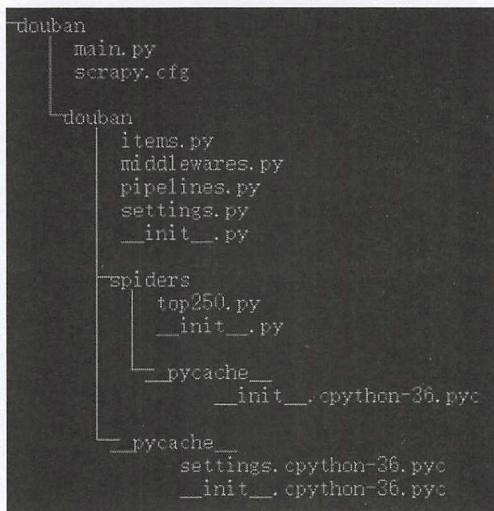 douban
main.py
scrapy.cfg
douban
items.py
middlewares.py
pipelines.py
settings.py
__init__.py
spiders
top250.py
__init__.py
__pycache__
__init__.cpython-36.pyc
__pycache__
settings.cpython-36.pyc
__init__.cpython-36.pyc